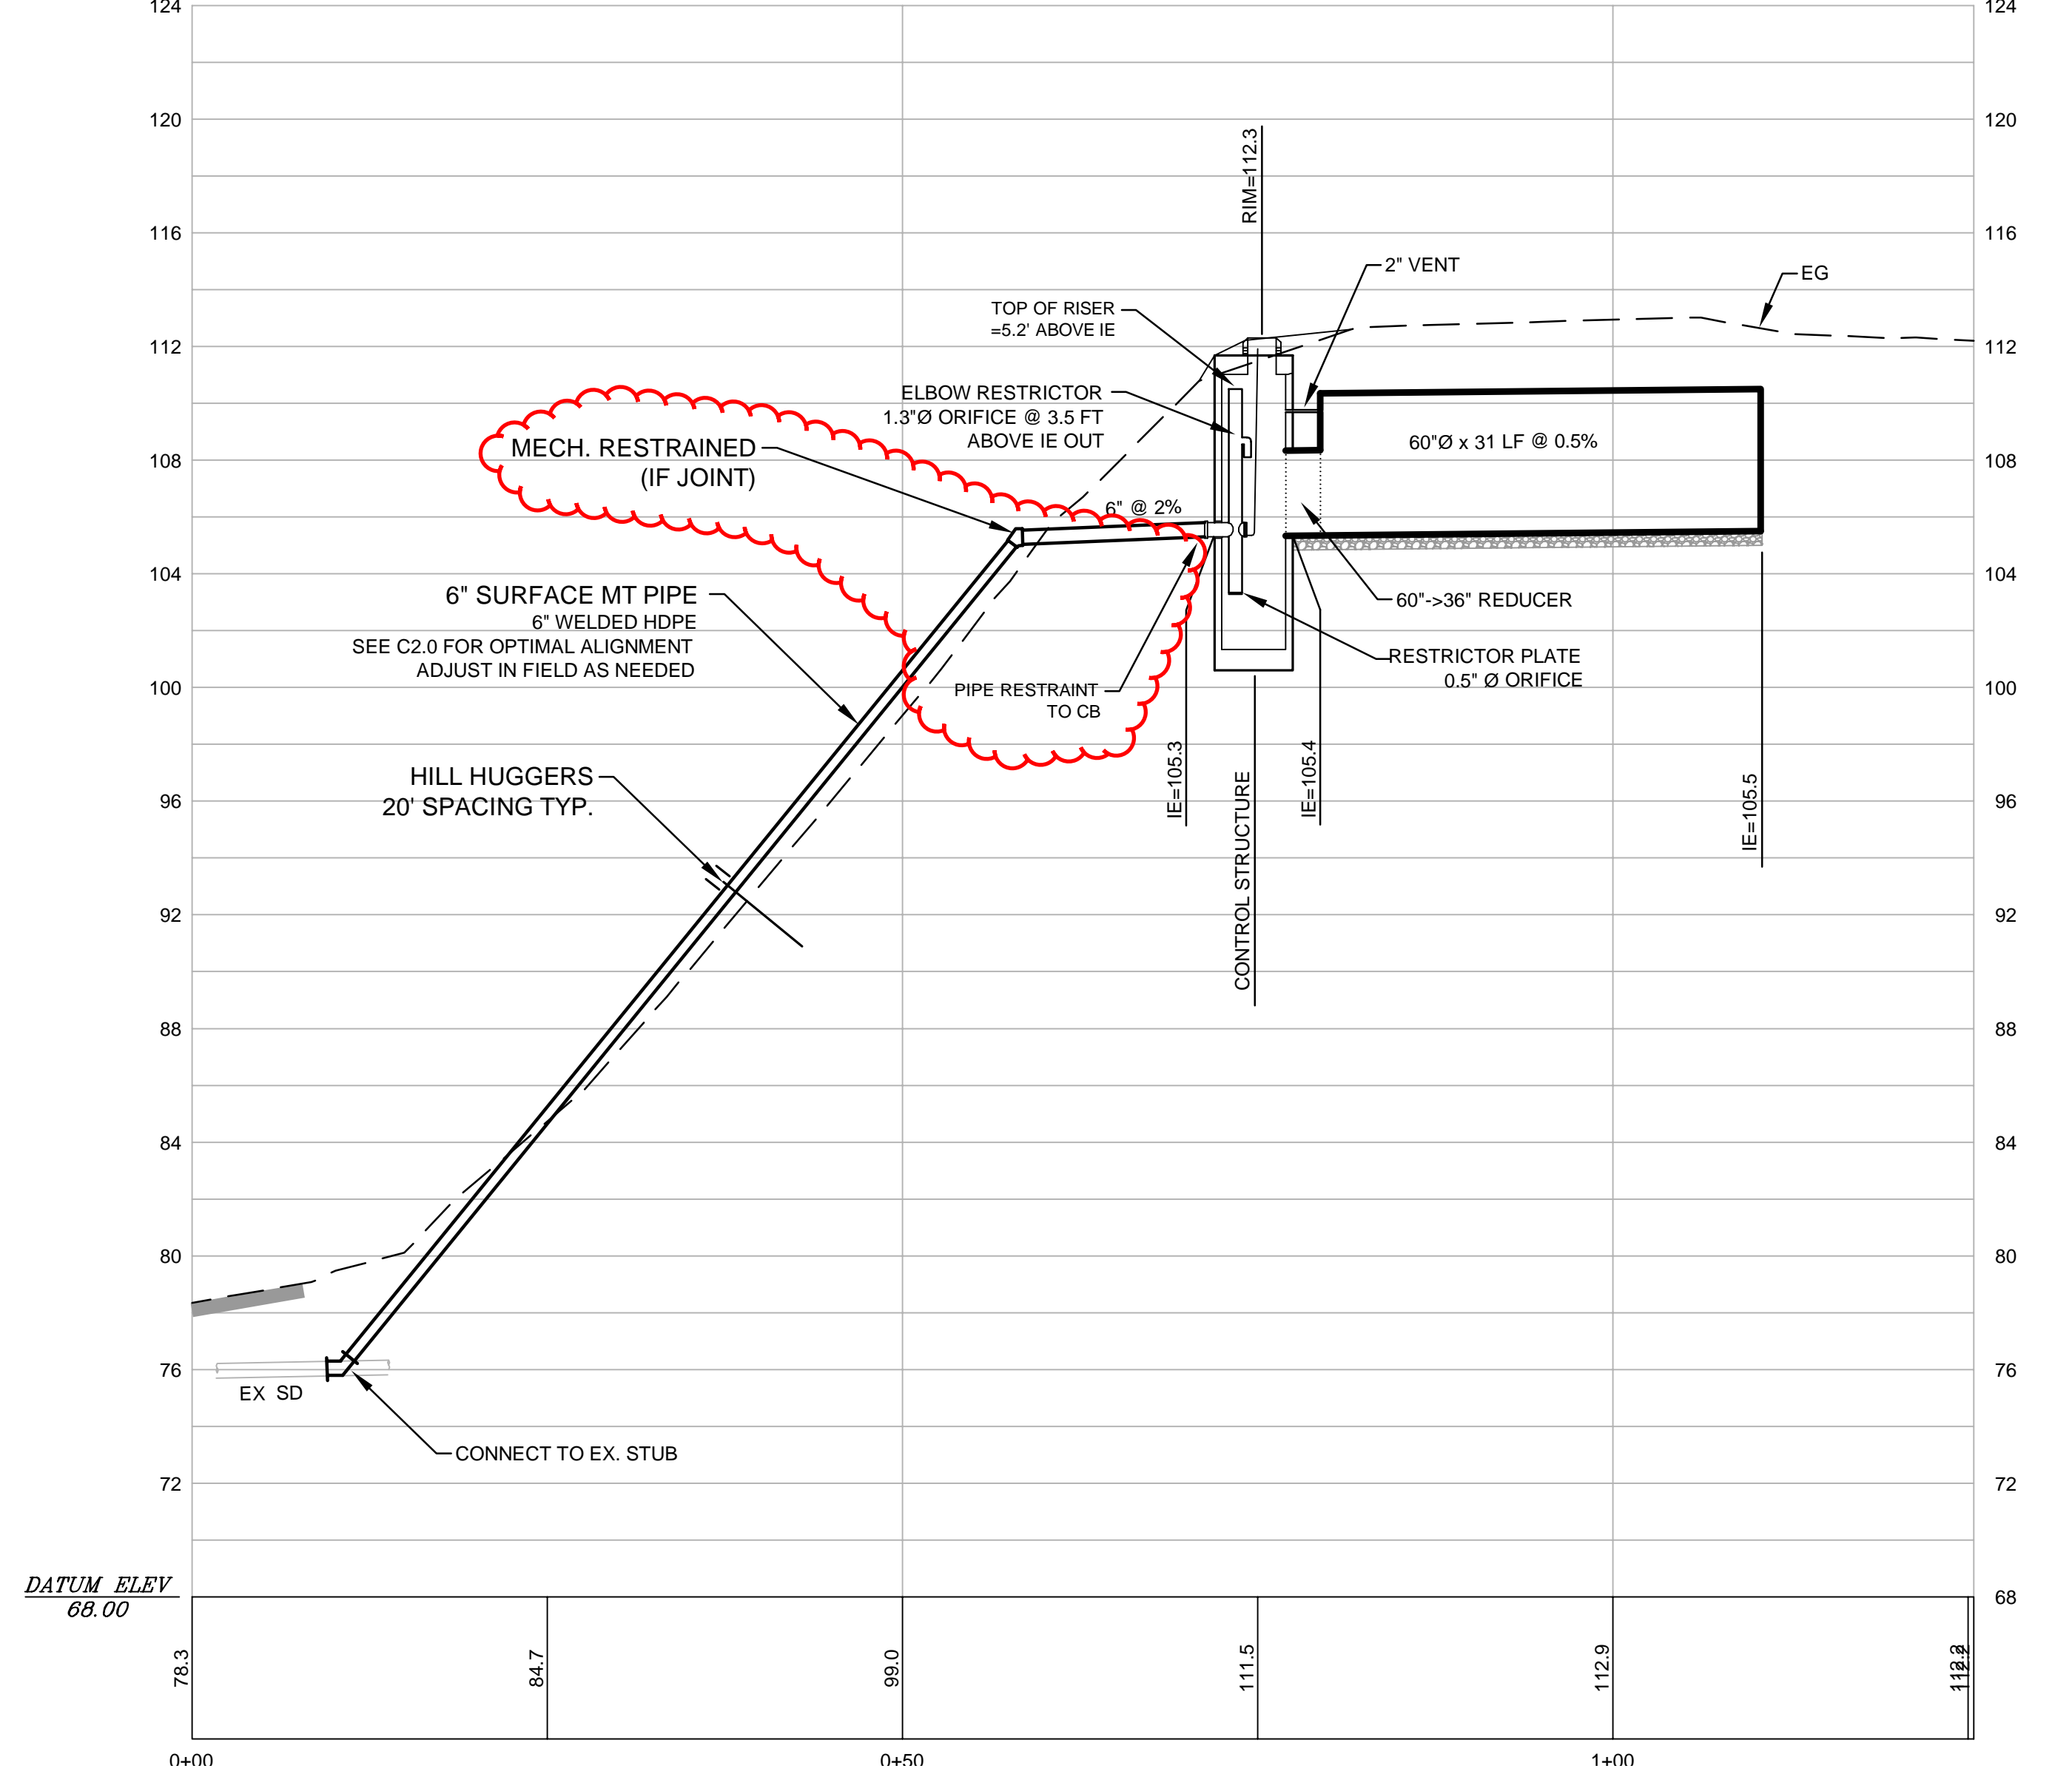 124
124
120
120
116
116
112
112
108
108
104
104
100
100
96
96
92
92
88
88
84
84
80
80
76
76
72
72
68
RIM=112.3
2" VENT
EG
TOP OF RISER
=5.2' ABOVE IE
ELBOW RESTRICTOR
1.3"Ø ORIFICE @ 3.5 FT
ABOVE IE OUT
60"Ø x 31 LF @ 0.5%
MECH. RESTRAINED
(IF JOINT)
6" @ 2%
6" SURFACE MT PIPE
6" WELDED HDPE
SEE C2.0 FOR OPTIMAL ALIGNMENT
ADJUST IN FIELD AS NEEDED
60"->36" REDUCER
RESTRICTOR PLATE
0.5" Ø ORIFICE
PIPE RESTRAINT
TO CB
HILL HUGGERS
20' SPACING TYP.
IE=105.3
CONTROL STRUCTURE
IE=105.4
IE=105.5
EX SD
CONNECT TO EX. STUB
DATUM ELEV
68.00
78.3
84.7
99.0
111.5
112.9
112.2
0+00
0+50
1+00